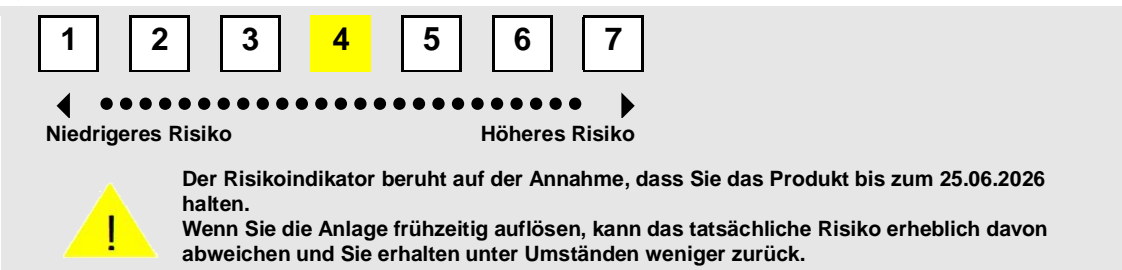 1 2 3 4 5 6 7
Niedrigeres Risiko Höheres Risiko
Der Risikoindikator beruht auf der Annahme, dass Sie das Produkt bis zum 25.06.2026
halten.
Wenn Sie die Anlage frühzeitig auflösen, kann das tatsächliche Risiko erheblich davon
abweichen und Sie erhalten unter Umständen weniger zurück.
!